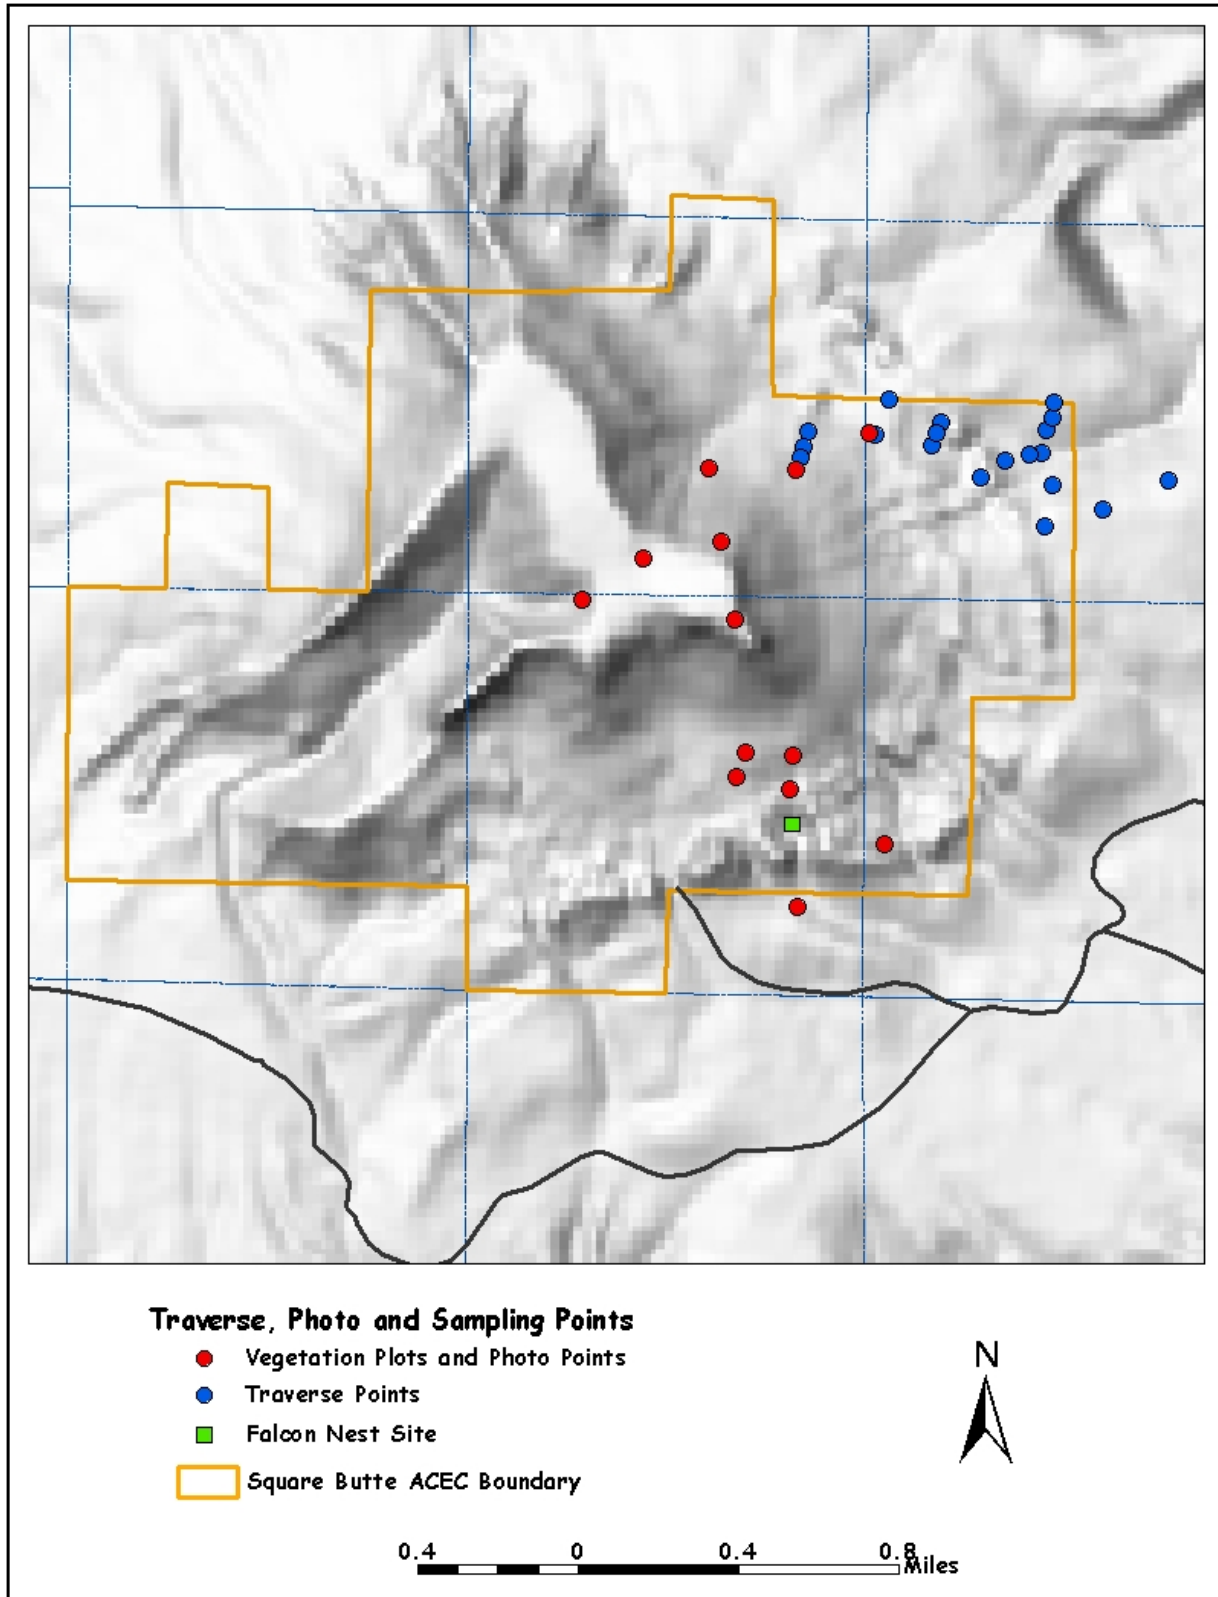 Traverse, Photo and Sampling Points
Vegetation Plots and Photo Points
N
Traverse Points
Falcon Nest Site
Square Butte ACEC Boundary
0.4 0 0.4 0.8
Miles